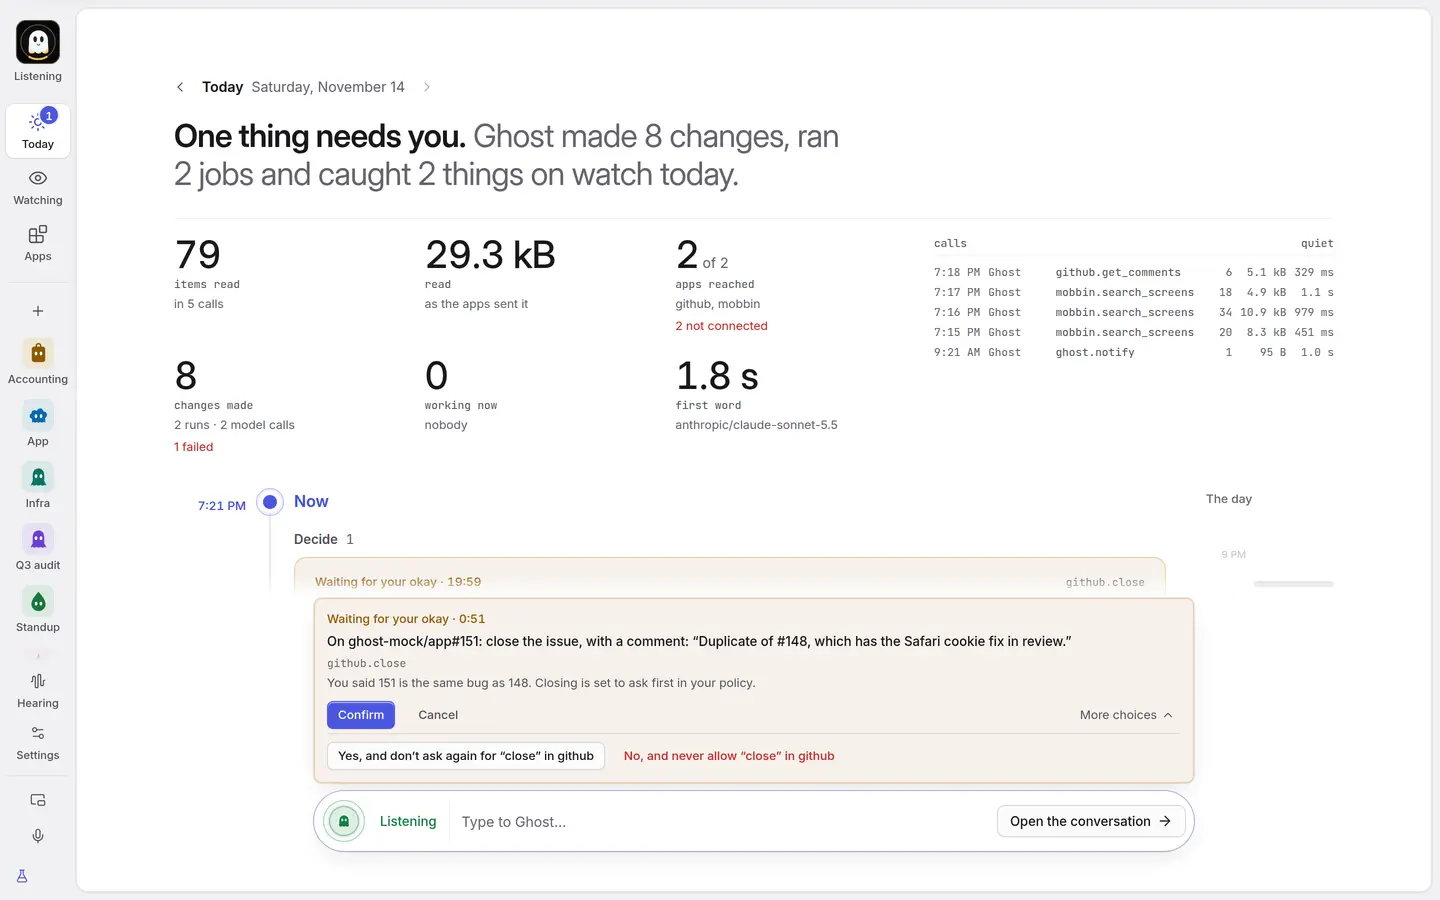 Listening
1
Today
Watching
Apps
Accounting
App
Infra
Q3 audit
Standup
Hearing
Settings
Today Saturday, November 14
One thing needs you. Ghost made 8 changes, ran
2 jobs and caught 2 things on watch today.
79
items read
in 5 calls
29.3 kB
read
as the apps sent it
2 of 2
apps reached
github, mobbin
2 not connected
8
changes made
2 runs · 2 model calls
1 failed
0
working now
nobody
1.8 s
first word
anthropic/claude-sonnet-5.5
calls quiet
7:18 PM Ghost github.get_comments 6 5.1 kB 329 ms
7:17 PM Ghost mobbin.search_screens 18 4.9 kB 1.1 s
7:16 PM Ghost mobbin.search_screens 34 10.9 kB 979 ms
7:15 PM Ghost mobbin.search_screens 20 8.3 kB 451 ms
9:21 AM Ghost ghost.notify 1 95 B 1.0 s
7:21 PM Now
The day
9 PM
Decide 1
Waiting for your okay · 19:59 github.close
Waiting for your okay · 0:51
On ghost-mock/app#151: close the issue, with a comment: “Duplicate of #148, which has the Safari cookie fix in review.”
github.close
You said 151 is the same bug as 148. Closing is set to ask first in your policy.
Confirm Cancel More choices
Yes, and don’t ask again for “close” in github No, and never allow “close” in github
Listening Type to Ghost... Open the conversation →